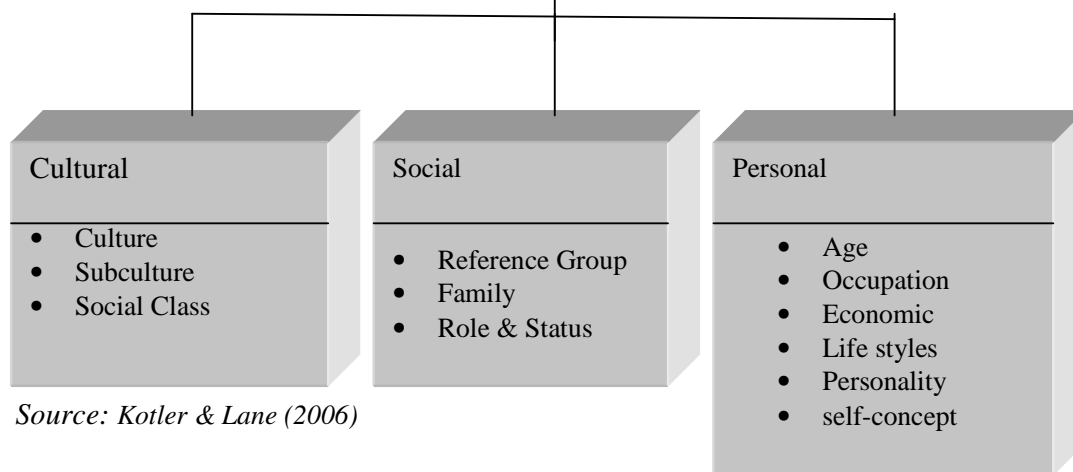 Cultural
• Culture
• Subculture
• Social Class
Social
• Reference Group
• Family
• Role & Status
Personal
• Age
• Occupation
• Economic
• Life styles
• Personality
• self-concept
Source: Kotler & Lane (2006)